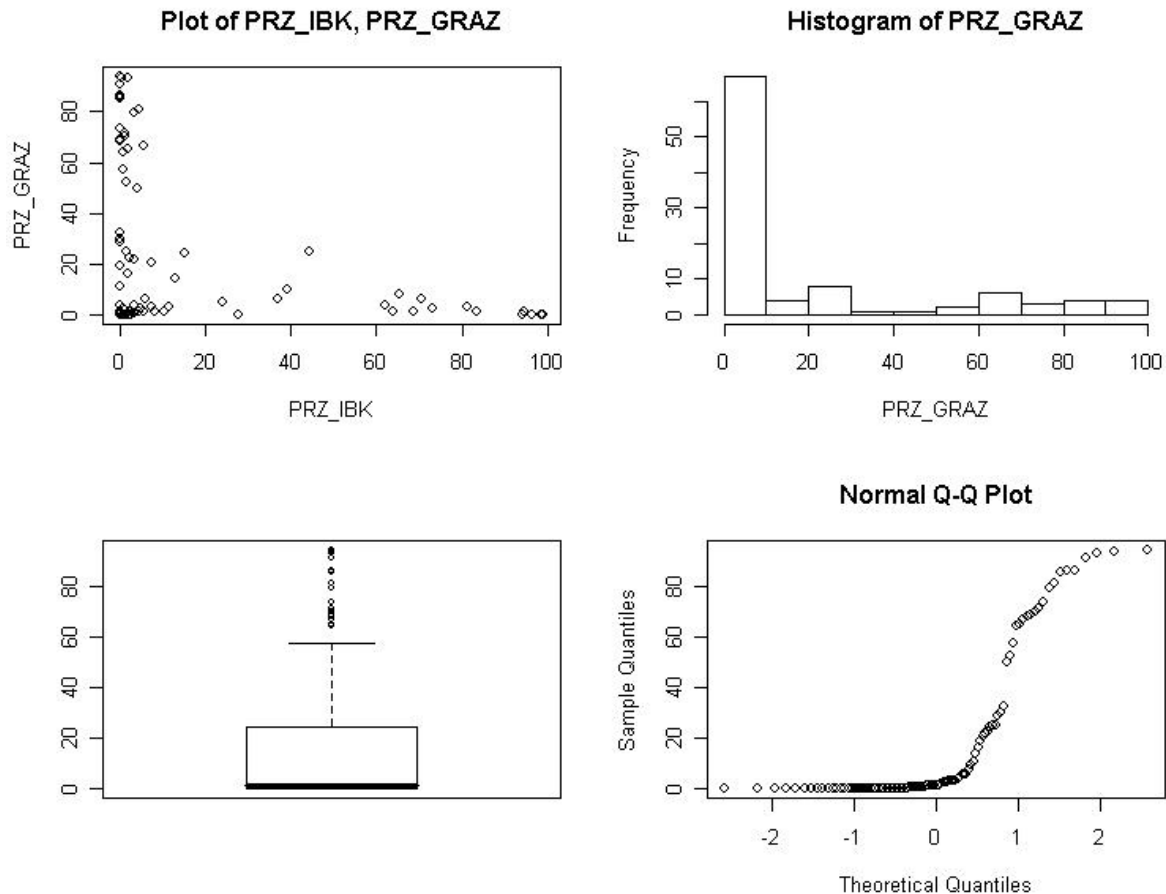 Plot of PRZ_IBK, PRZ_GRAZ
PRZ_GRAZ
0 20 40 60 80
0 20 40 60 80 100
PRZ_IBK
Histogram of PRZ_GRAZ
Frequency
0 10 30 50
0 20 40 60 80 100
PRZ_GRAZ
0 20 40 60 80
Normal Q-Q Plot
Sample Quantiles
0 20 40 60 80
-2 -1 0 1 2
Theoretical Quantiles